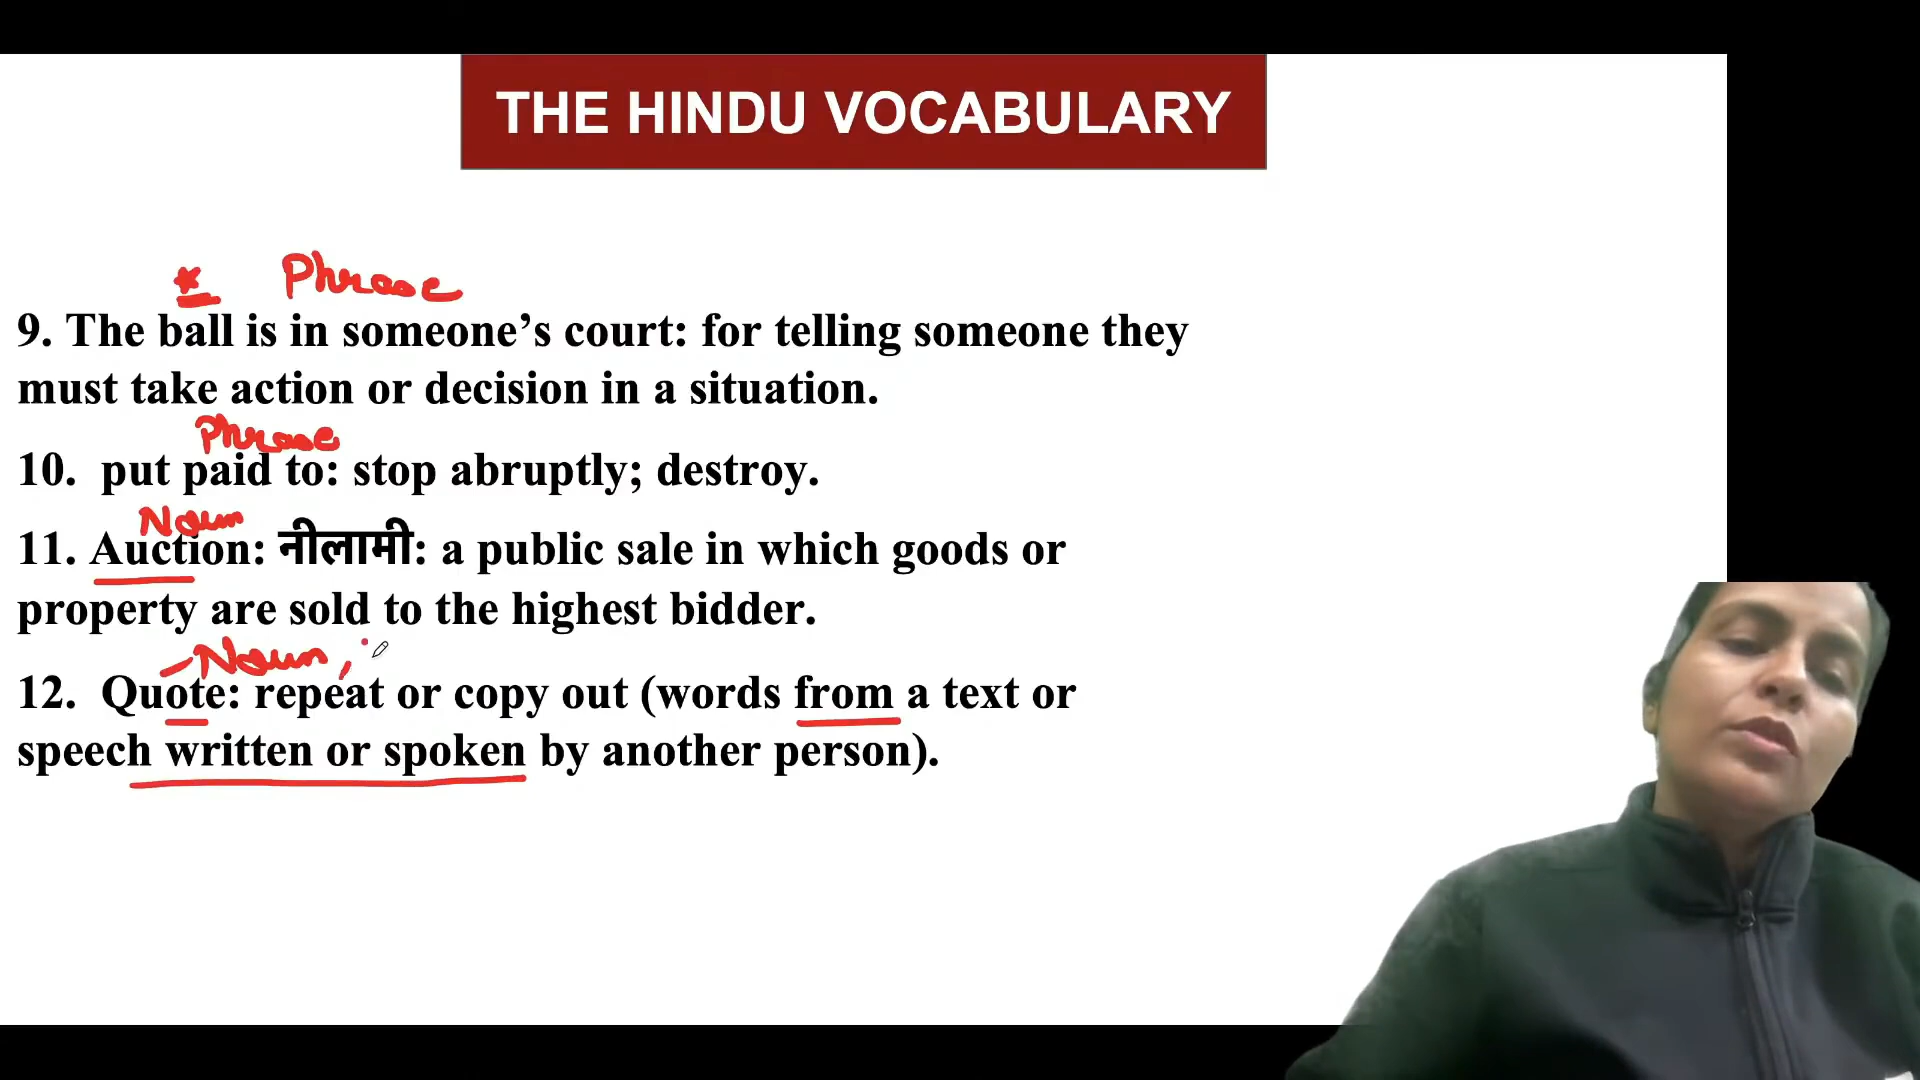 THE HINDU VOCABULARY
* Phrase
9. The ball is in someone’s court: for telling someone they
must take action or decision in a situation.
Phrase
10. put paid to: stop abruptly; destroy.
Noun
11. Auction: नीलामी: a public sale in which goods or
property are sold to the highest bidder.
- Noun,
12. Quote: repeat or copy out (words from a text or
speech written or spoken by another person).